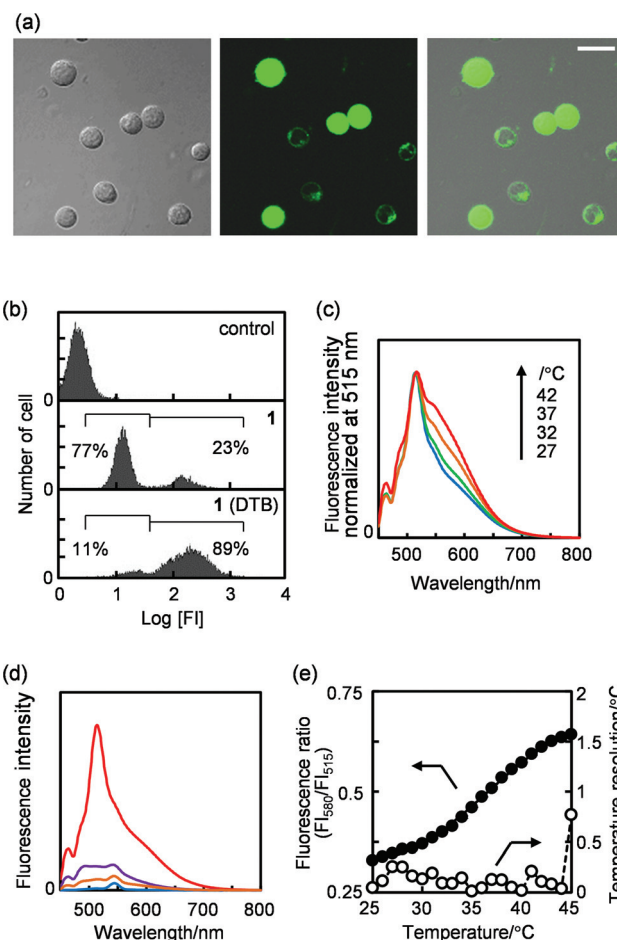 (a)
(b)
control
0
1
77%
23%
0
1 (DTB)
11%
89%
0
0 1 2 3 4
Log [FI]
Number of cell
(c)
Fluorescence intensity
normalized at 515 nm
/°C
42
37
32
27
0
500 600 700 800
Wavelength/nm
(d)
Fluorescence intensity
0
500 600 700 800
Wavelength/nm
(e)
Fluorescence ratio
(FI580/FI515)
0.75
0.5
0.25
2
1.5
1
0.5
0
Temperature resolution/°C
25 30 35 40 45
Temperature/°C